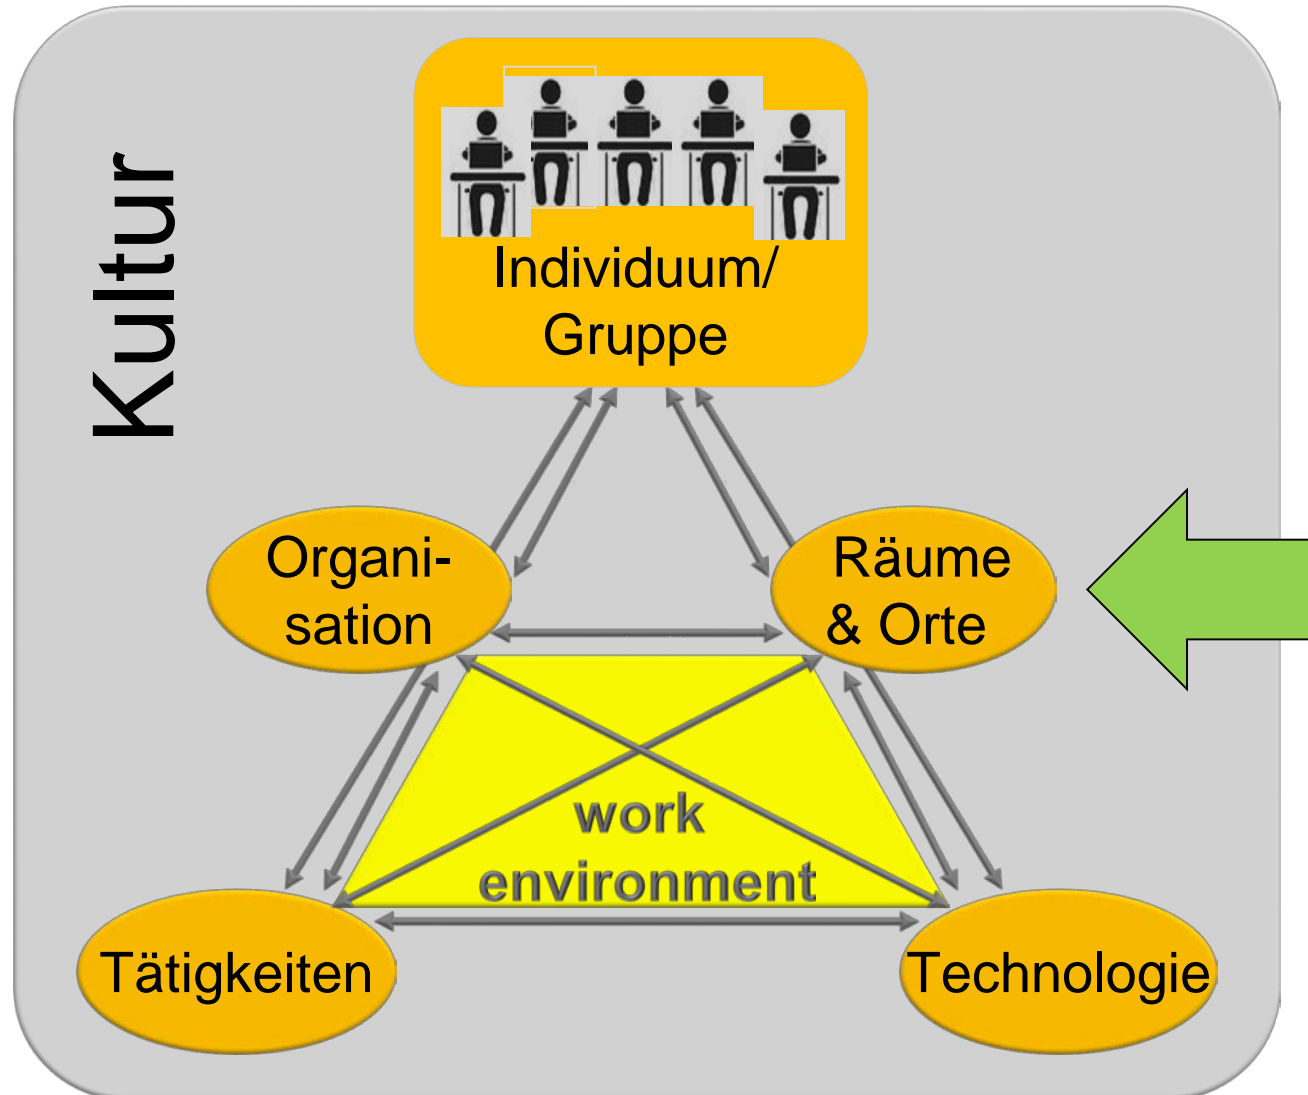 Kultur
Individuum/
Gruppe
Organi-
sation
Räume
& Orte
work
environment
Tätigkeiten
Technologie